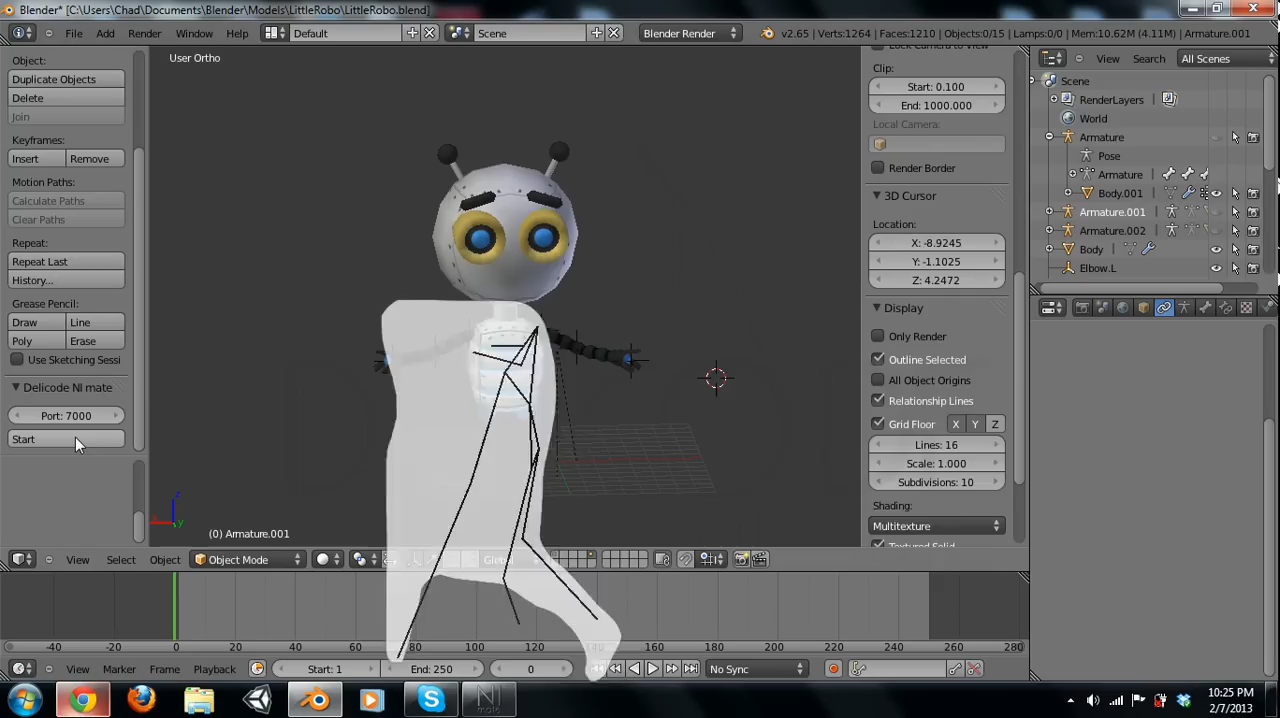 Blender* [C:\Users\Chad\Documents\Blender\Models\LittleRobo\LittleRobo.blend]
File Add Render Window Help Default Scene Blender Render v2.65 | Verts:1264 | Faces:1210 | Objects:0/15 | Lamps:0/0 | Mem:10.62M (4.11M) | Armature.001
Object:
Duplicate Objects
Delete
Join
Keyframes:
Insert Remove
Motion Paths:
Calculate Paths
Clear Paths
Repeat:
Repeat Last
History...
Grease Pencil:
Draw Line
Poly Erase
Use Sketching Sessi
Delicode NI mate
Port: 7000
Start
User Ortho
z
y
(0) Armature.001
Lock Camera to View
Clip:
Start: 0.100
End: 1000.000
Local Camera:
Render Border
3D Cursor
Location:
X: -8.9245
Y: -1.1025
Z: 4.2472
Display
Only Render
Outline Selected
All Object Origins
Relationship Lines
Grid Floor X Y Z
Lines: 16
Scale: 1.000
Subdivisions: 10
Shading:
Multitexture
Textured Solid
View Search All Scenes
Scene
RenderLayers
World
Armature
Pose
Armature
Body.001
Armature.001
Armature.002
Body
Elbow.L
View Select Object Object Mode Global
-40 -20 0 20 40 60 80 100 120 140 160 180 200 220 240 260 280
View Marker Frame Playback Start: 1 End: 250 0 No Sync
N
mate
10:25 PM
2/7/2013